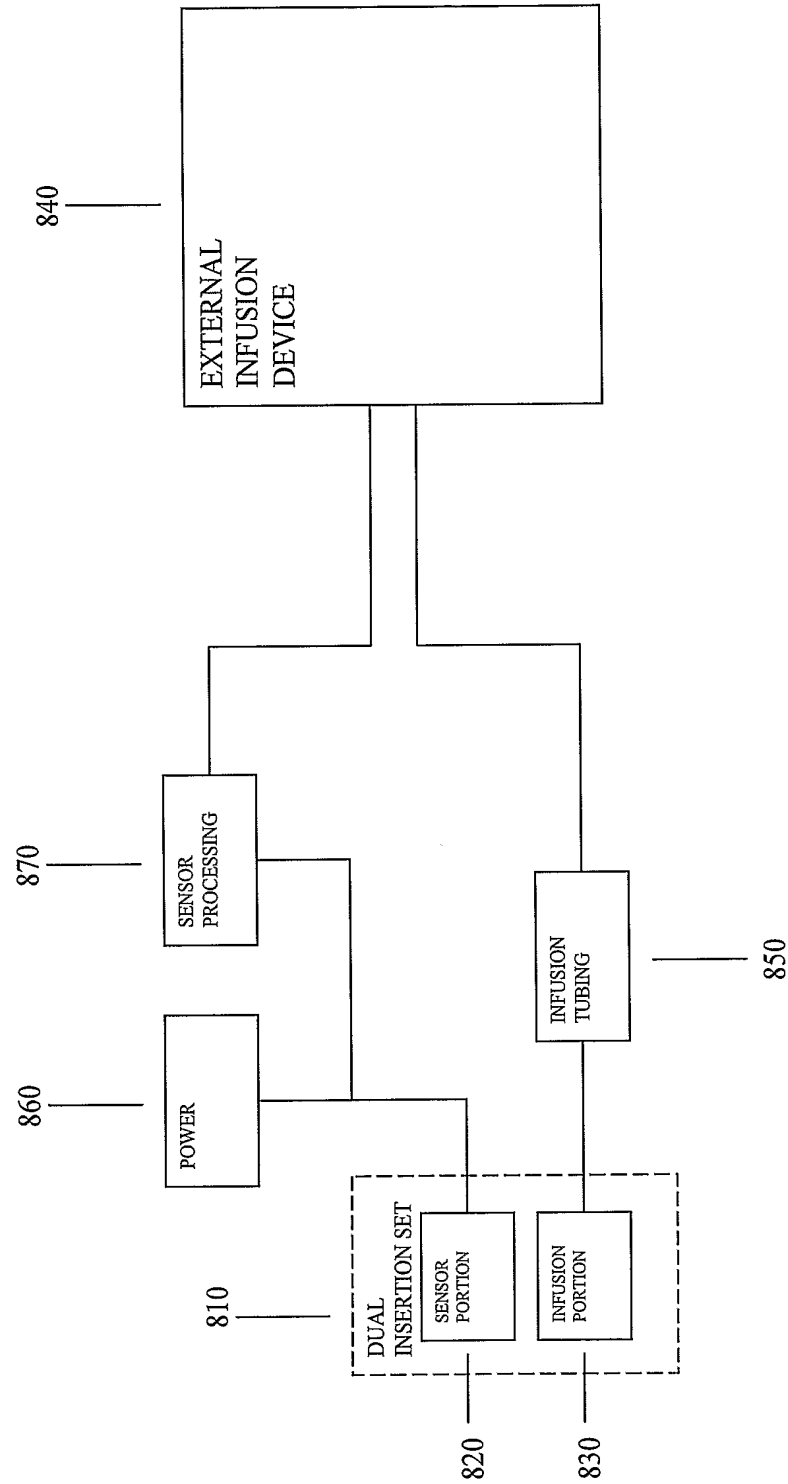 840
EXTERNAL
INFUSION
DEVICE
870
SENSOR
PROCESSING
860
POWER
INFUSION
TUBING
850
810
DUAL
INSERTION SET
SENSOR
PORTION
INFUSION
PORTION
820
830